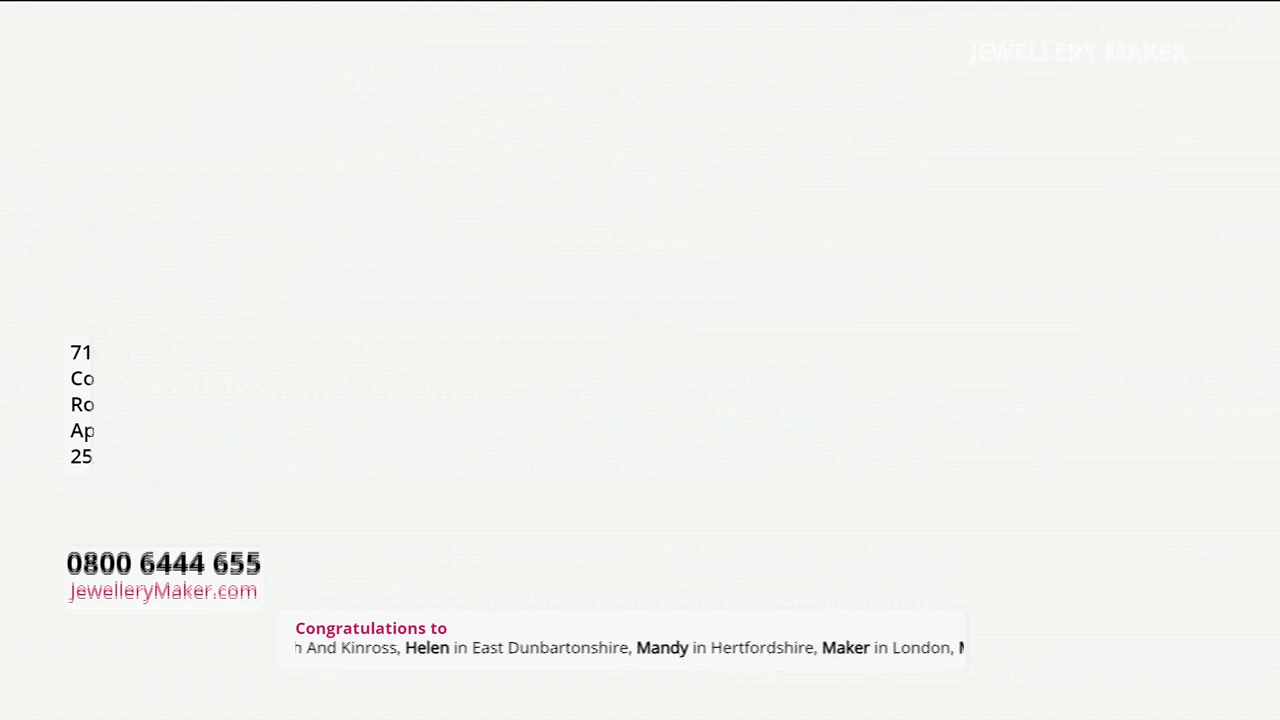 JEWELLERY MAKER
71
Co
Ro
Ap
25
0800 6444 655
JewelleryMaker.com
Congratulations to
h And Kinross, Helen in East Dunbartonshire, Mandy in Hertfordshire, Maker in London,